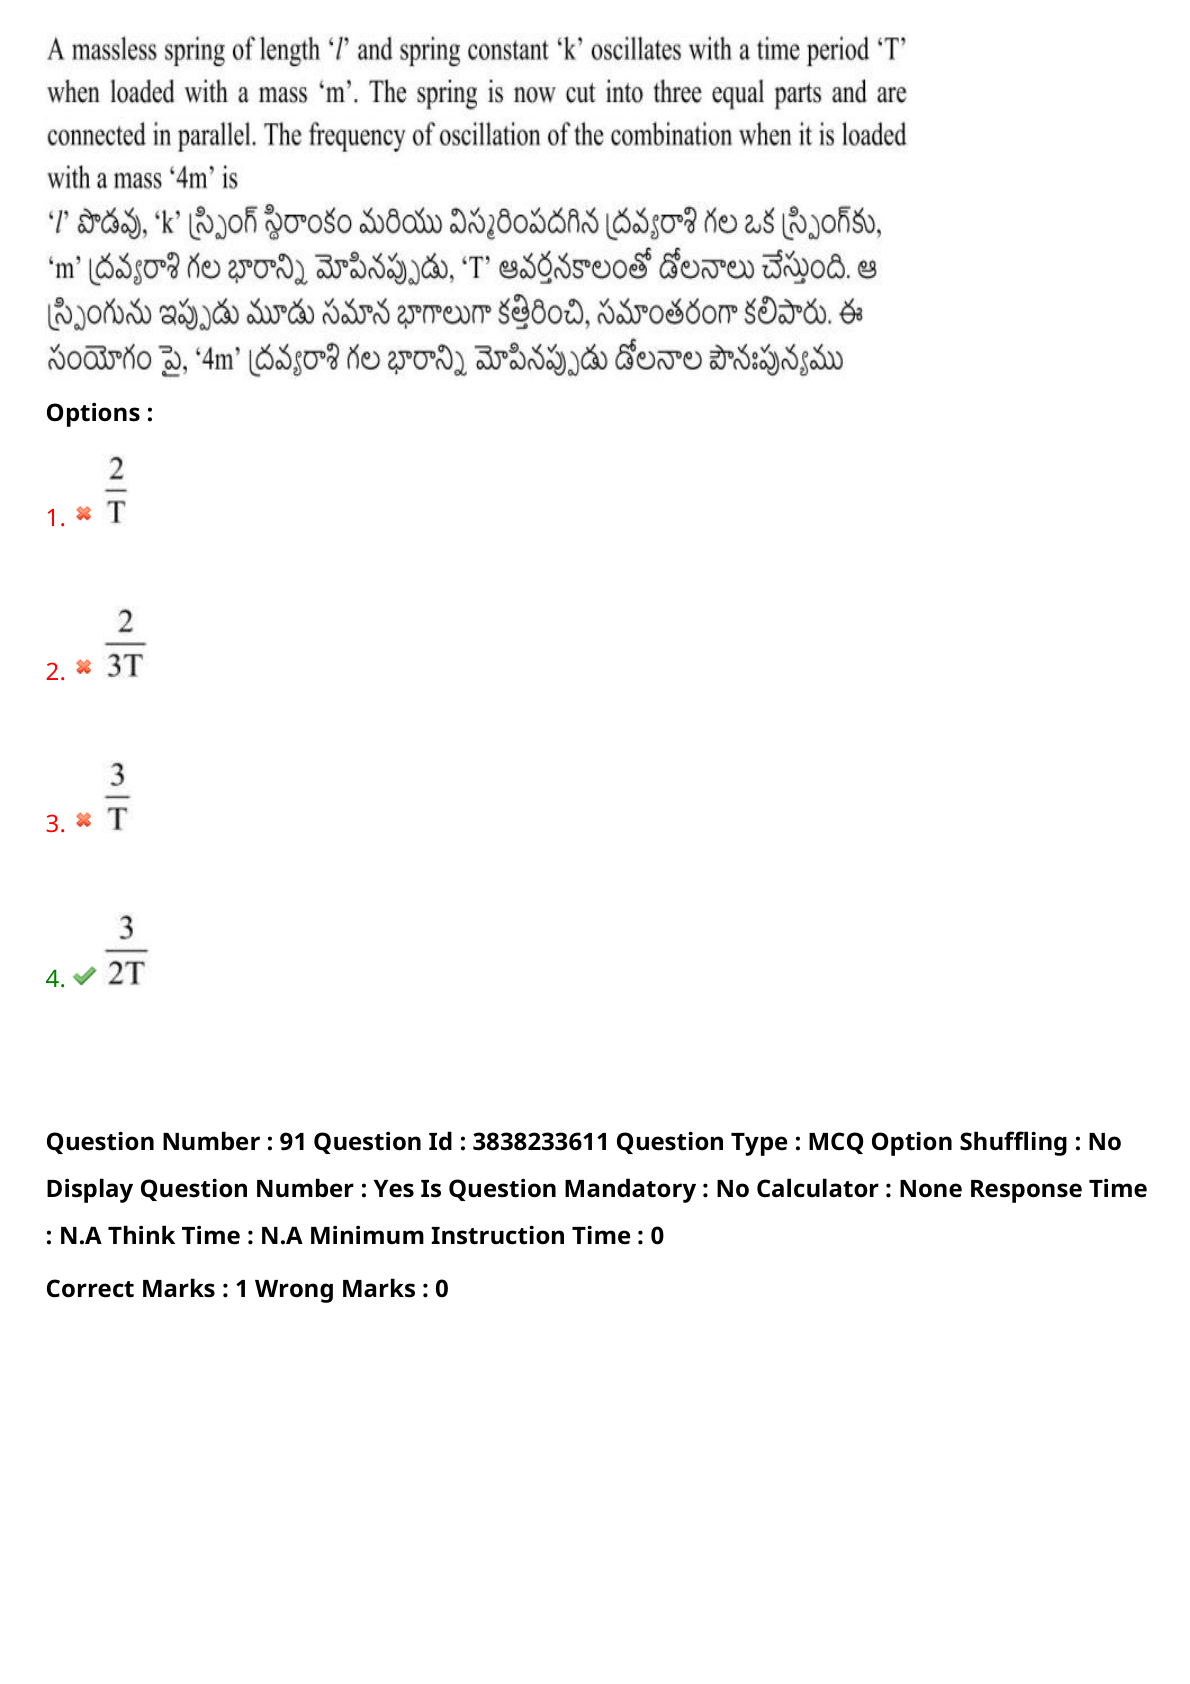 A massless spring of length ‘l’ and spring constant ‘k’ oscillates with a time period ‘T’
when loaded with a mass ‘m’. The spring is now cut into three equal parts and are
connected in parallel. The frequency of oscillation of the combination when it is loaded
with a mass ‘4m’ is
‘l’ పొడవు, ‘k’ స్ప్రింగ్ స్థిరాంకం మరియు విస్మరింపదగిన ద్రవ్యరాశి గల ఒక స్ప్రింగ్‌కు,
‘m’ ద్రవ్యరాశి గల భారాన్ని మోపినప్పుడు, ‘T’ ఆవర్తనకాలంతో డోలనాలు చేస్తుంది. ఆ
స్ప్రింగును ఇప్పుడు మూడు సమాన భాగాలుగా కత్తిరించి, సమాంతరంగా కలిపారు. ఈ
సంయోగం పై, ‘4m’ ద్రవ్యరాశి గల భారాన్ని మోపినప్పుడు డోలనాల పౌనఃపున్యము
Options :
1. 2/T
2. 2/3T
3. 3/T
4. 3/2T
Question Number : 91 Question Id : 3838233611 Question Type : MCQ Option Shuffling : No
Display Question Number : Yes Is Question Mandatory : No Calculator : None Response Time
: N.A Think Time : N.A Minimum Instruction Time : 0
Correct Marks : 1 Wrong Marks : 0